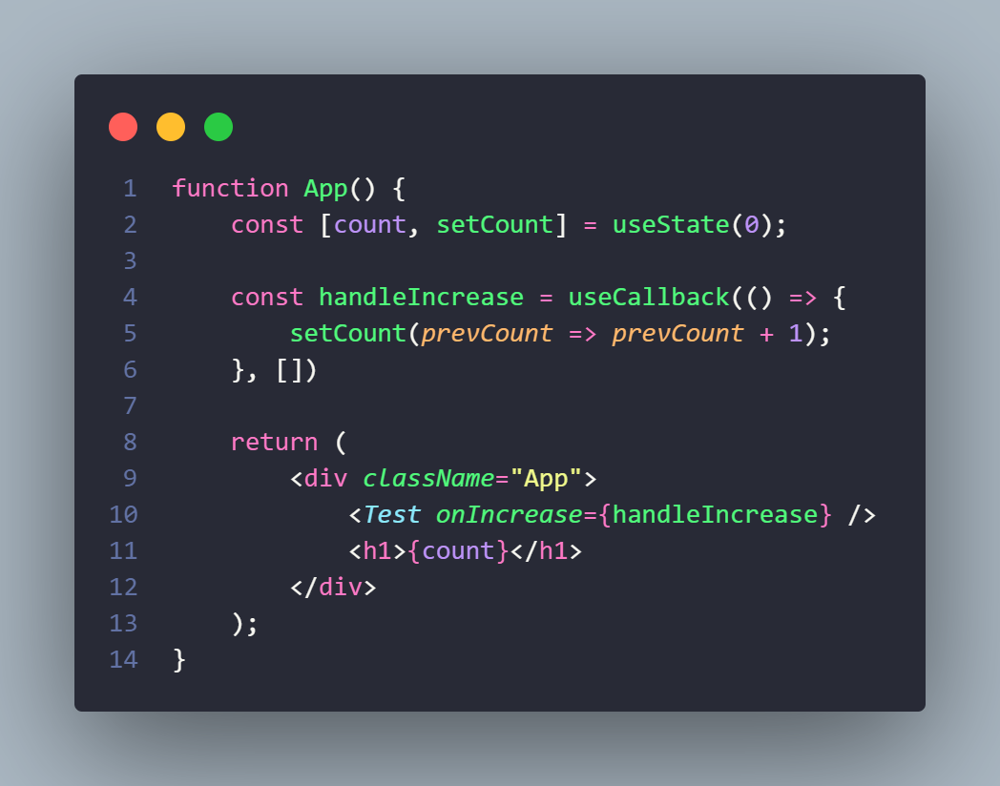 1 function App() {
2     const [count, setCount] = useState(0);
3
4     const handleIncrease = useCallback(() => {
5         setCount(prevCount => prevCount + 1);
6     }, [])
7
8     return (
9         <div className="App">
10             <Test onIncrease={handleIncrease} />
11             <h1>{count}</h1>
12         </div>
13     );
14 }